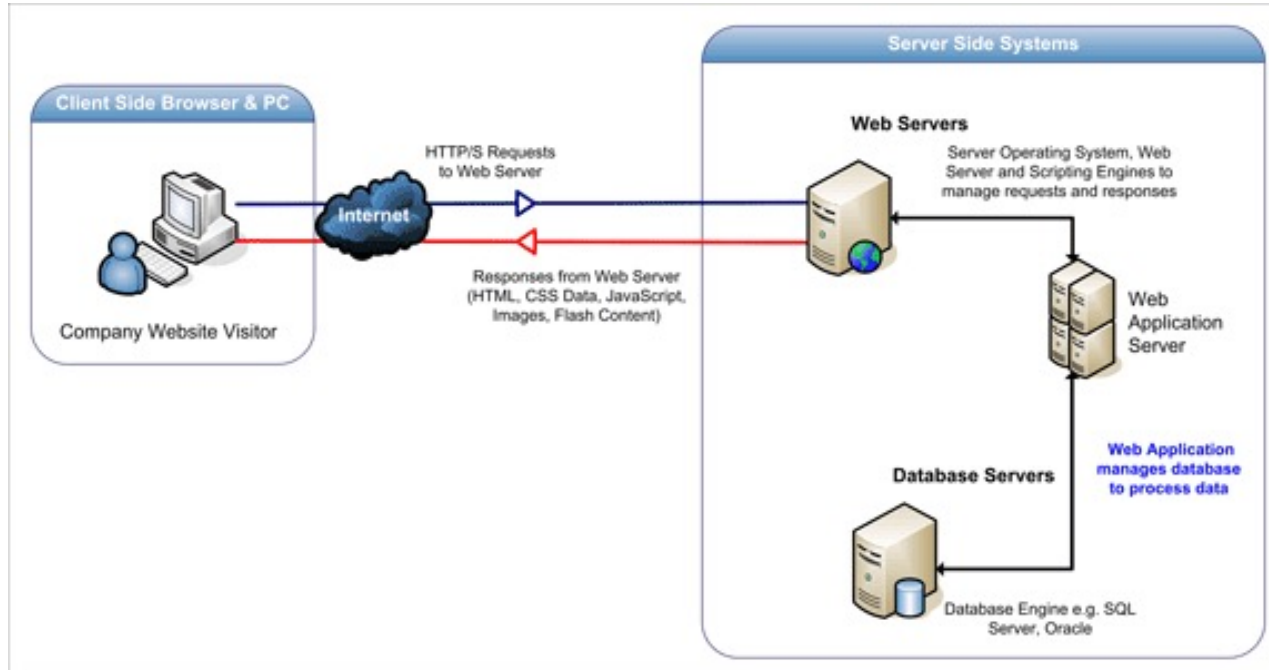 Server Side Systems
Client Side Browser & PC
Web Servers
HTTP/S Requests
to Web Server
Server Operating System, Web
Server and Scripting Engines to
manage requests and responses
Internet
Responses from Web Server
(HTML, CSS Data, JavaScript,
Images, Flash Content)
Company Website Visitor
Web
Application
Server
Web Application
manages database
to process data
Database Servers
Database Engine e.g. SQL
Server, Oracle